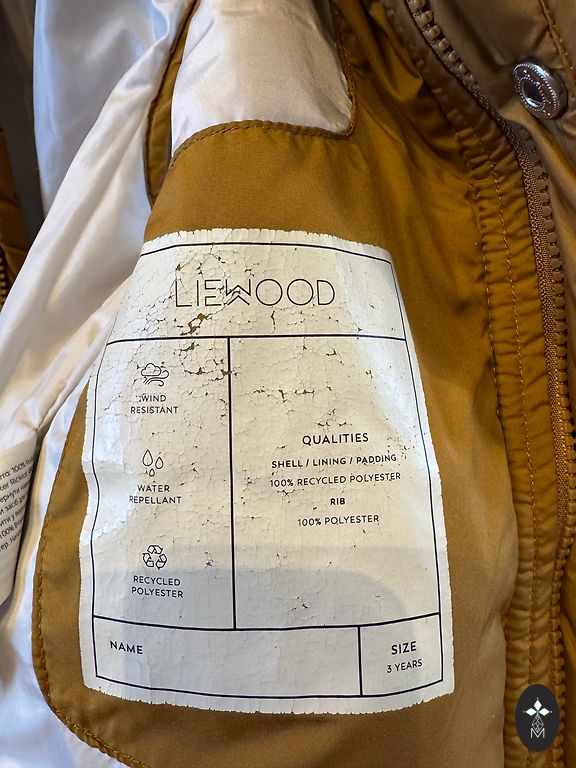 LIEWOOD
WIND
RESISTANT
WATER
REPELLANT
RECYCLED
POLYESTER
QUALITIES
SHELL / LINING / PADDING
100% RECYCLED POLYESTER
RIB
100% POLYESTER
NAME
SIZE
3 YEARS